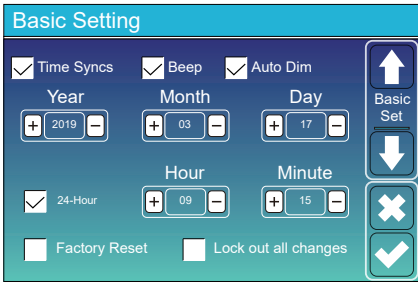 Basic Setting
Time Syncs Beep Auto Dim
Year Month Day
+ 2019 − + 03 − + 17 −
Basic
Set
Hour Minute
24-Hour + 09 − + 15 −
Factory Reset Lock out all changes